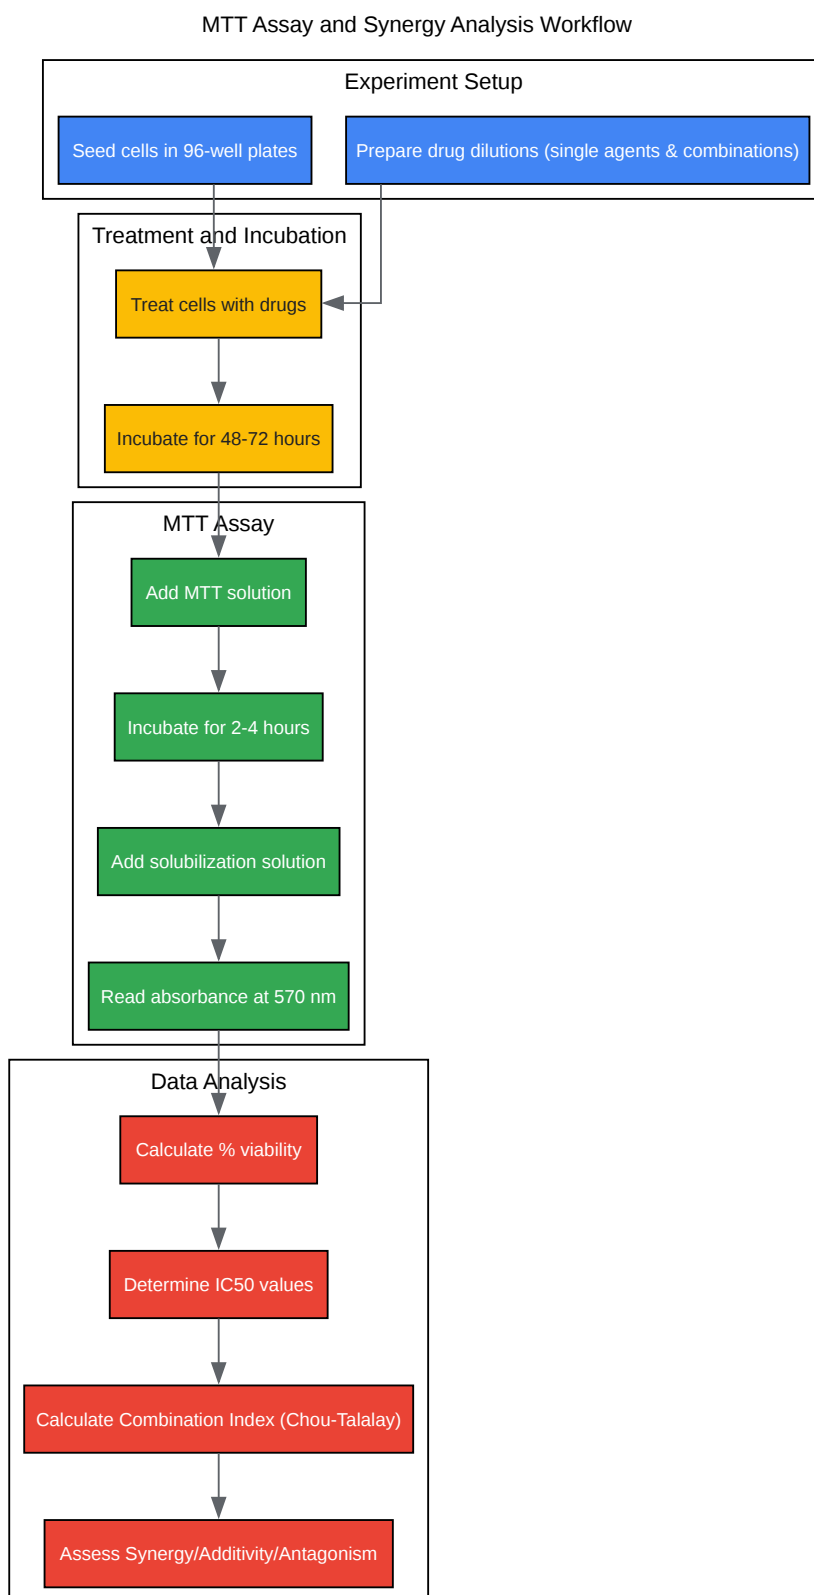 MTT Assay and Synergy Analysis Workflow
Experiment Setup
Seed cells in 96-well plates
Prepare drug dilutions (single agents & combinations)
Treatment and Incubation
Treat cells with drugs
Incubate for 48-72 hours
MTT Assay
Add MTT solution
Incubate for 2-4 hours
Add solubilization solution
Read absorbance at 570 nm
Data Analysis
Calculate % viability
Determine IC50 values
Calculate Combination Index (Chou-Talalay)
Assess Synergy/Additivity/Antagonism